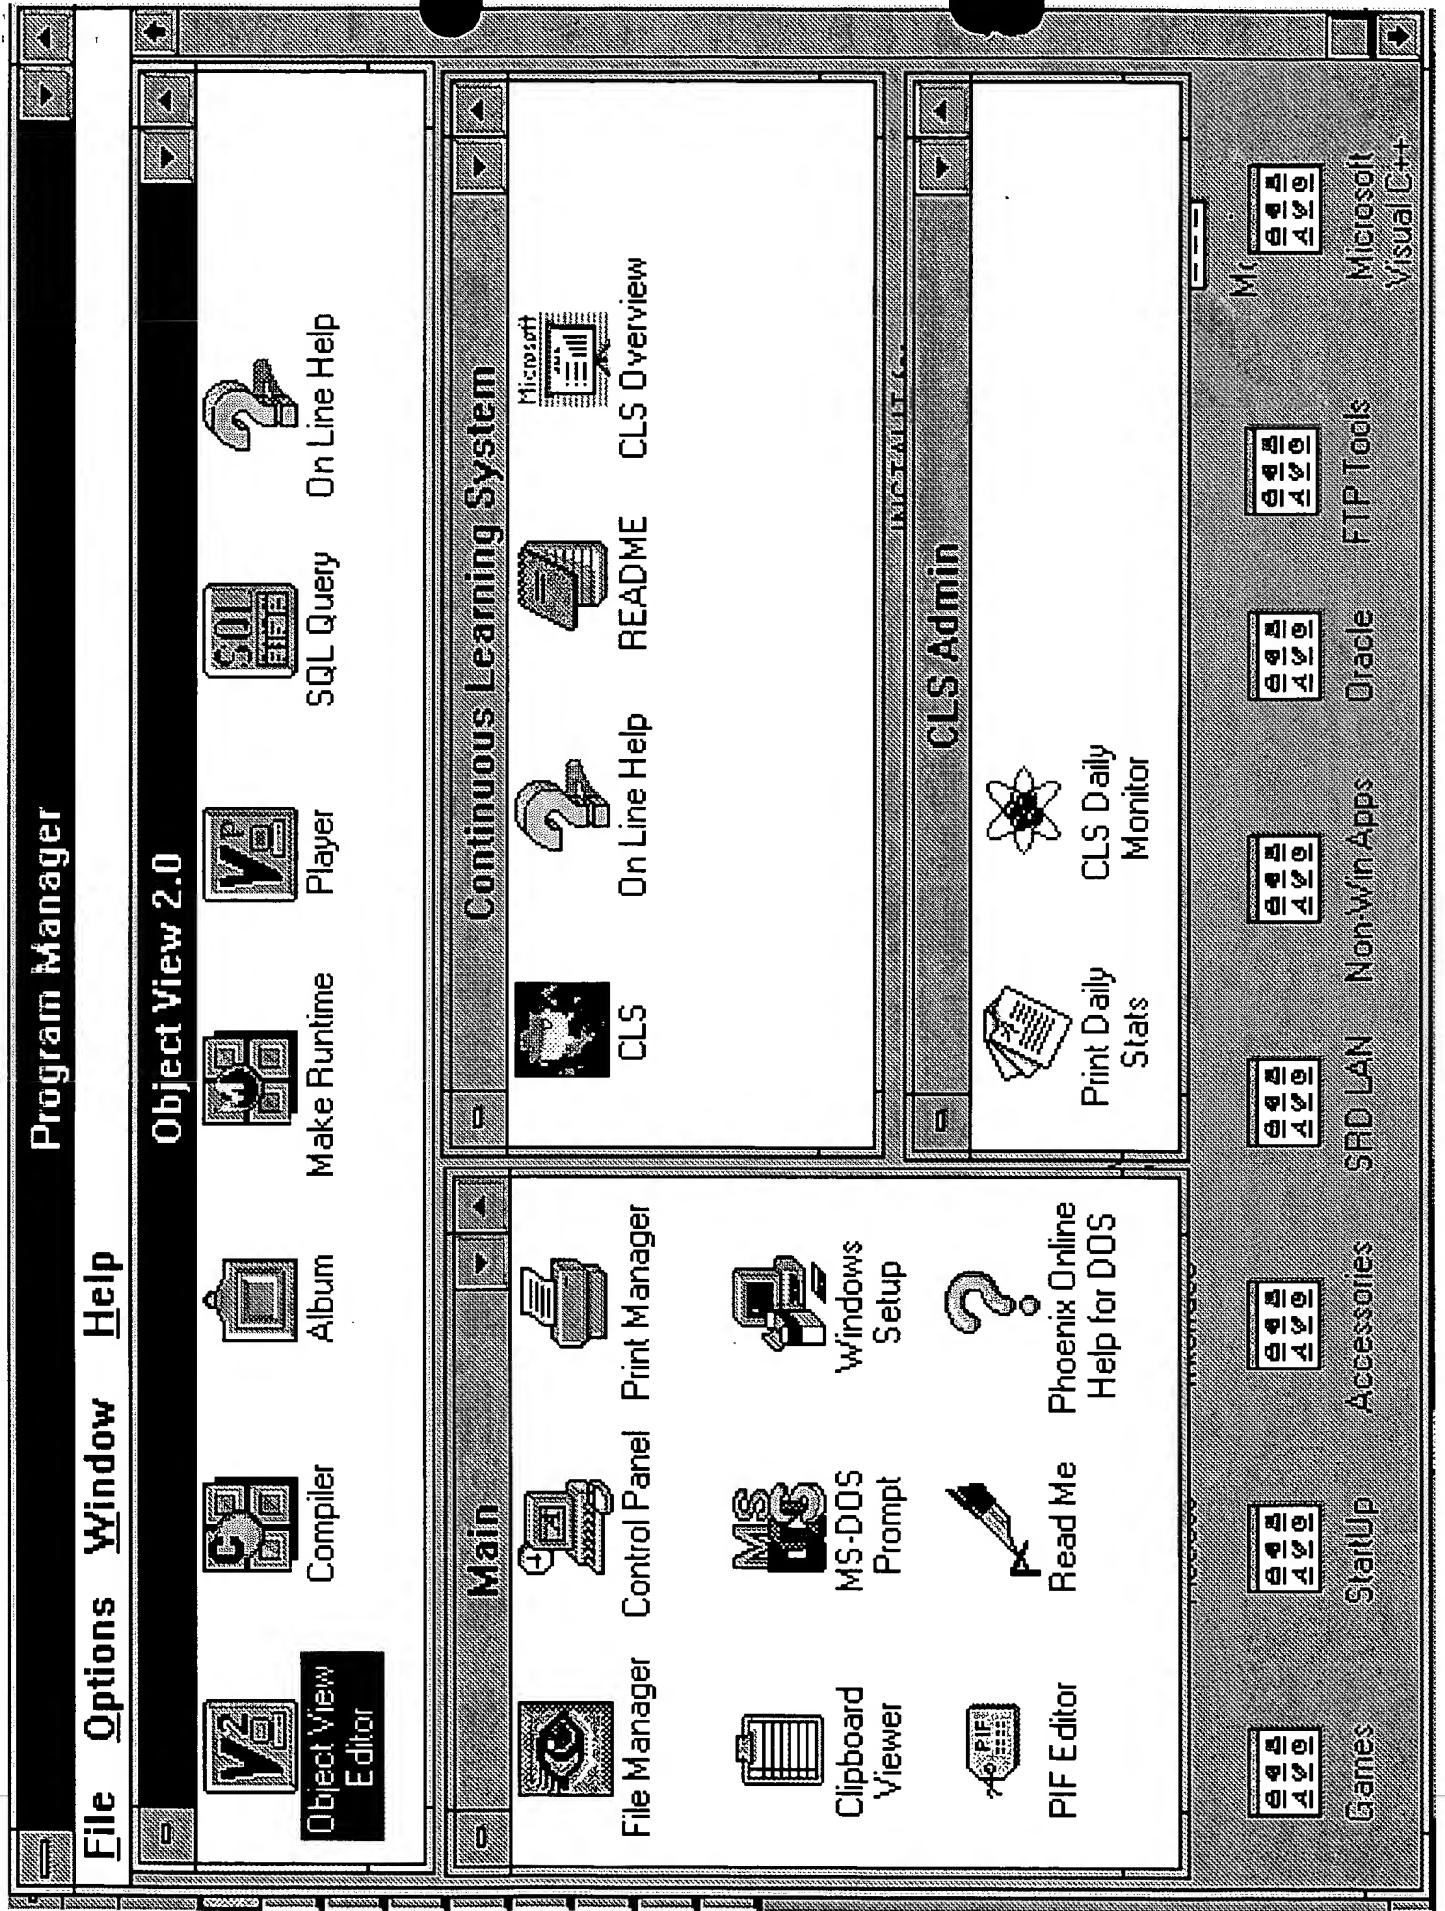 Program Manager
File Options Window Help
Object View 2.0
Object View
Editor
Compiler
Album
Make Runtime
Player
SQL Query
On Line Help
Main
File Manager
Control Panel
Print Manager
Clipboard
Viewer
MS-DOS
Prompt
Windows
Setup
PIF Editor
Read Me
Phoenix Online
Help for DOS
Continuous Learning System
CLS
On Line Help
README
Microsoft
CLS Overview
CLS Admin
Print Daily
Stats
CLS Daily
Monitor
Games
StartUp
Accessories
SRD LAN
Non-Win Apps
Oracle
FTP Tools
Microsoft
Visual C++